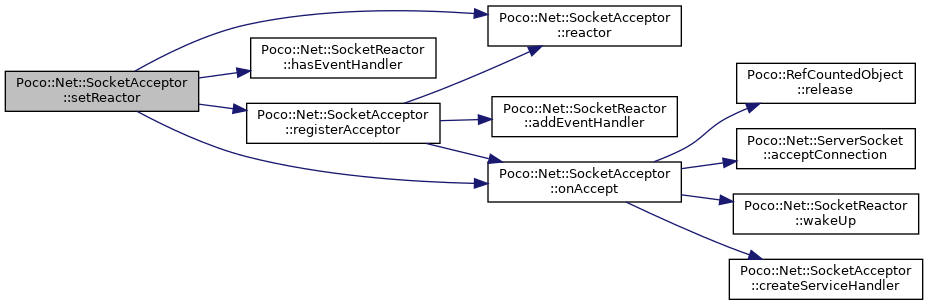 Poco::Net::SocketAcceptor
::setReactor
Poco::Net::SocketReactor
::hasEventHandler
Poco::Net::SocketAcceptor
::registerAcceptor
Poco::Net::SocketAcceptor
::reactor
Poco::Net::SocketReactor
::addEventHandler
Poco::Net::SocketAcceptor
::onAccept
Poco::RefCountedObject
::release
Poco::Net::ServerSocket
::acceptConnection
Poco::Net::SocketReactor
::wakeUp
Poco::Net::SocketAcceptor
::createServiceHandler